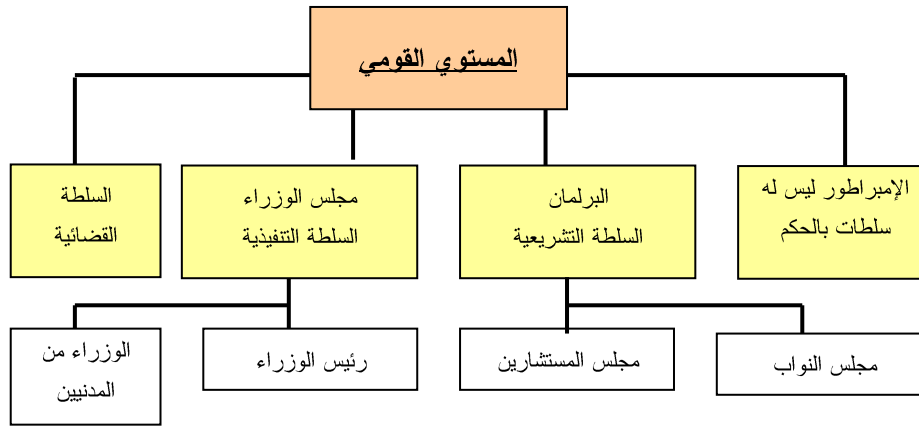 المستوي القومي
الإمبراطور ليس له
سلطات بالحكم
البرلمان
السلطة التشريعية
مجلس الوزراء
السلطة التنفيذية
السلطة
القضائية
مجلس النواب
مجلس المستشارين
رئيس الوزراء
الوزراء من
المدنيين